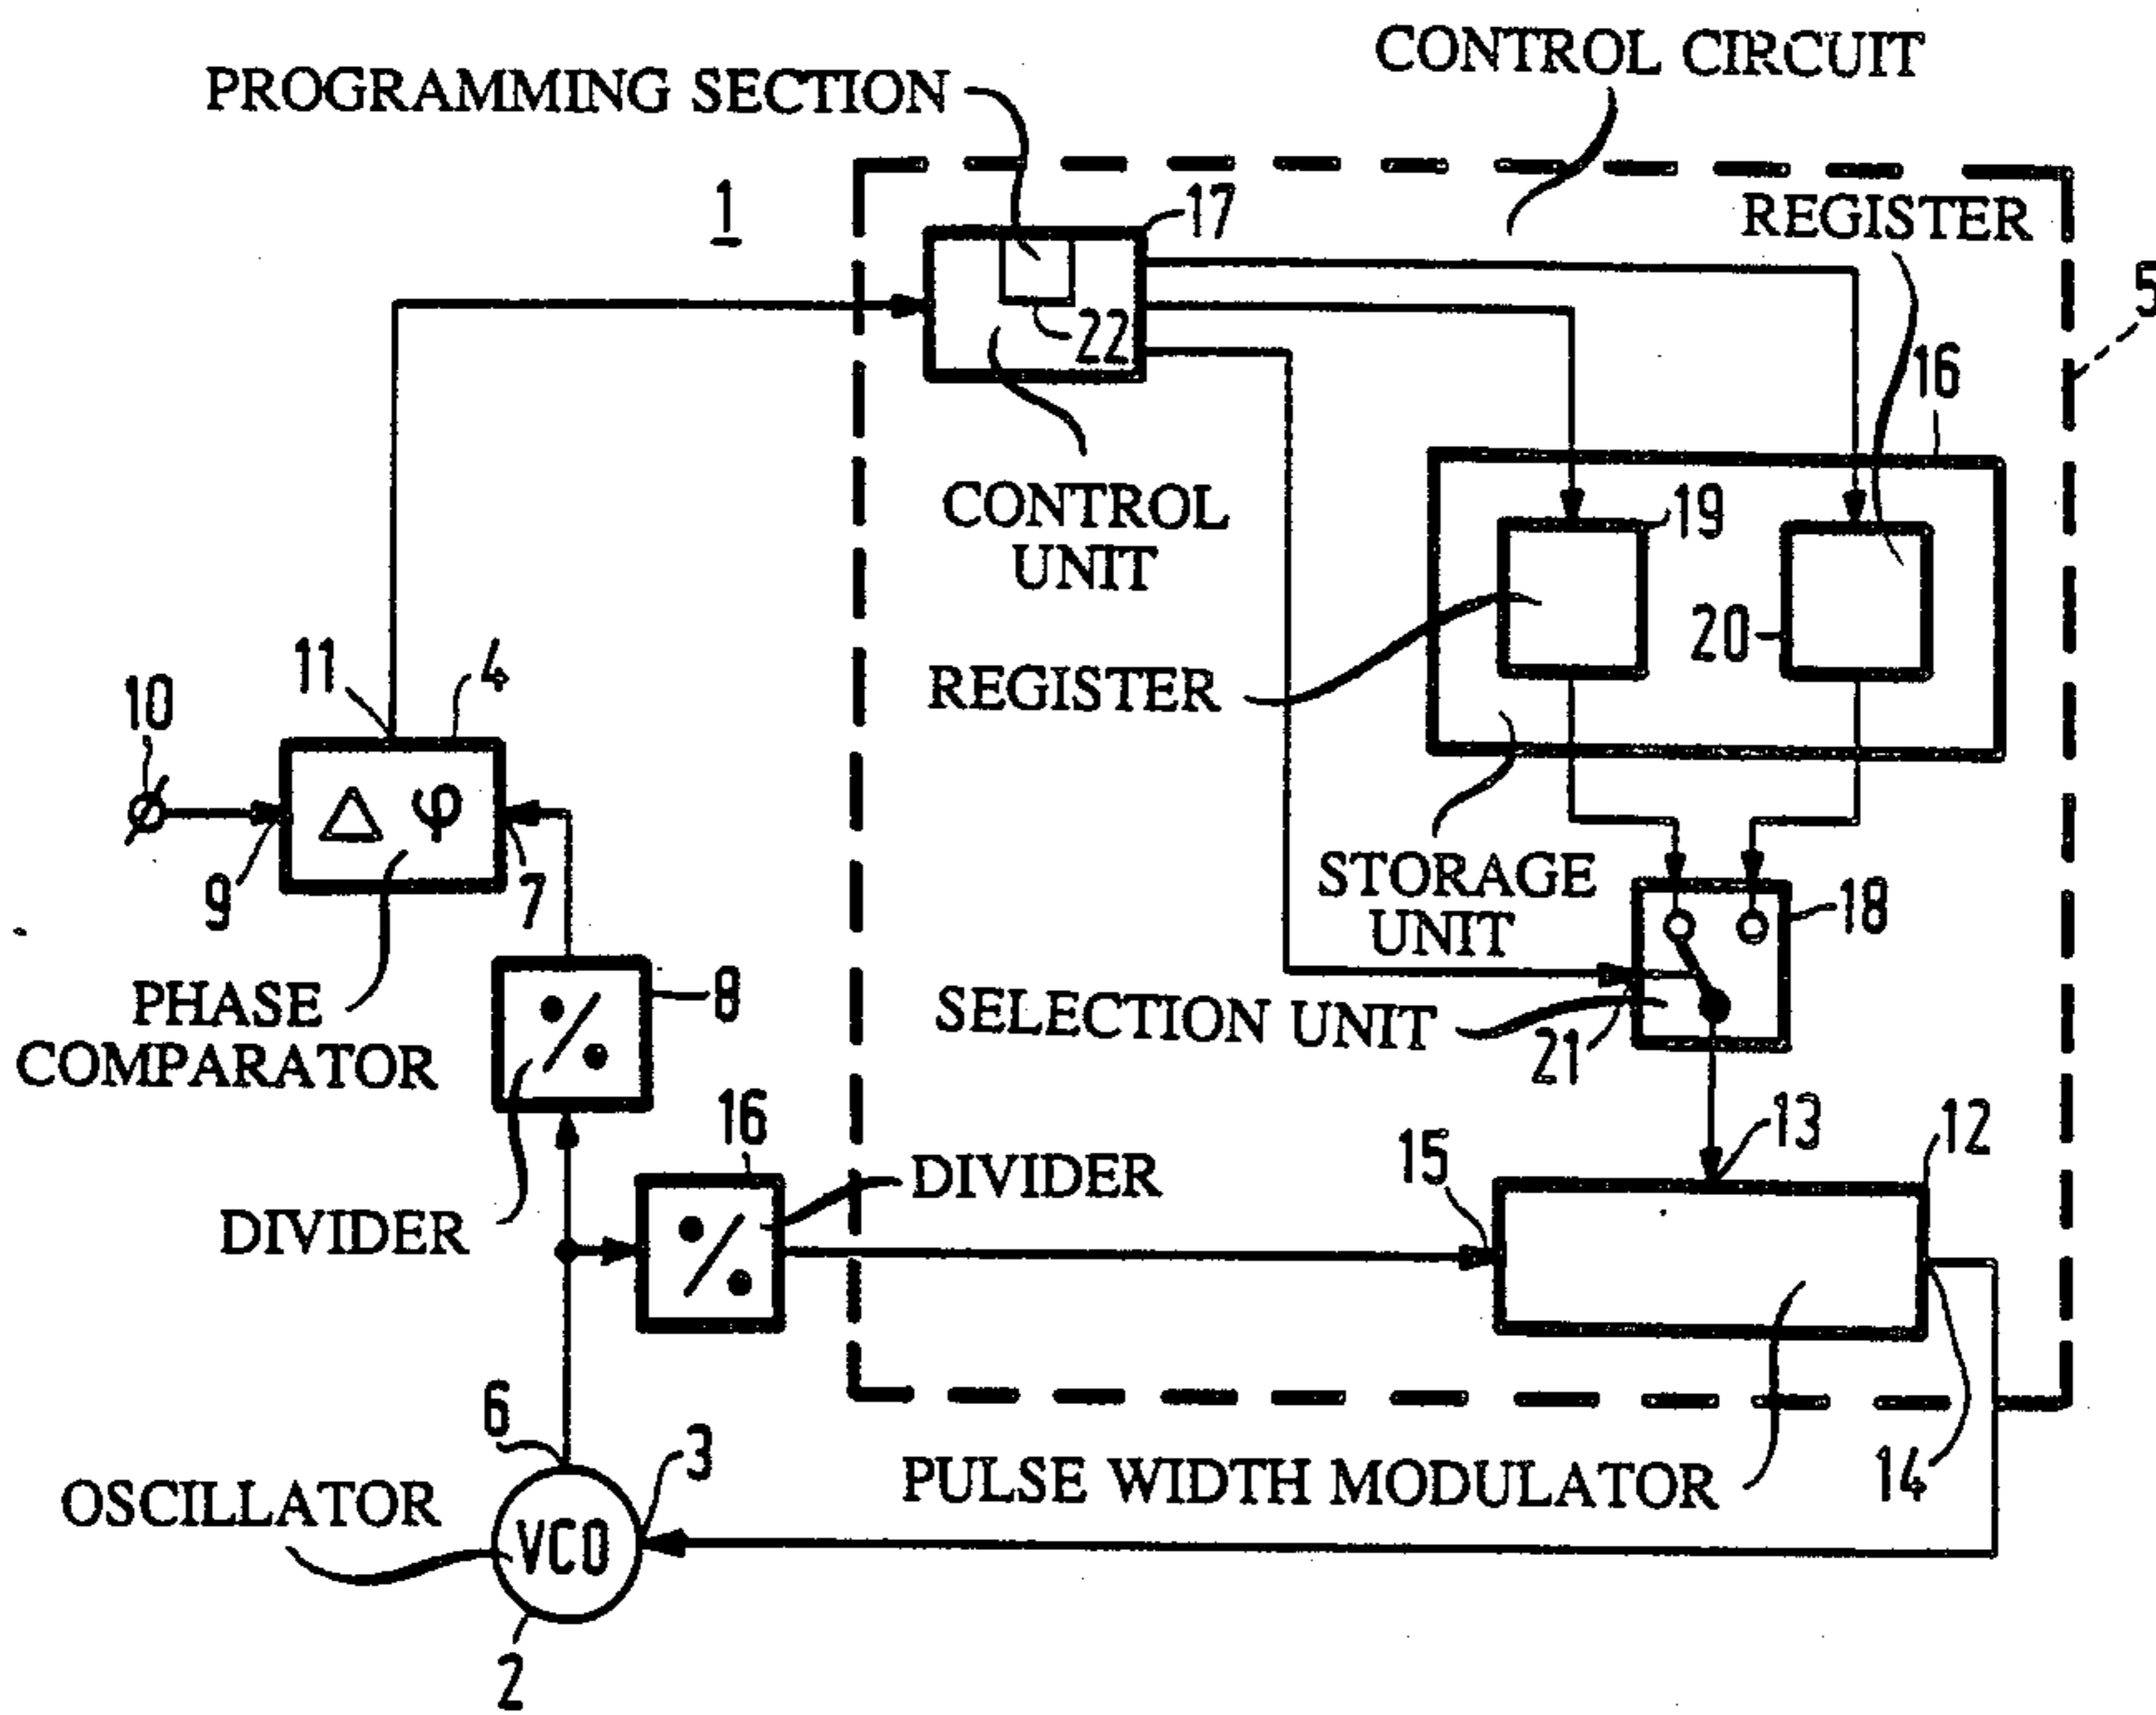 CONTROL CIRCUIT
PROGRAMMING SECTION
1
17
REGISTER
5
22
16
CONTROL
UNIT
19
20
REGISTER
11
4
10
Δ φ
9
7
STORAGE
UNIT
18
PHASE
COMPARATOR
8
SELECTION UNIT
21
16
13
12
15
DIVIDER
DIVIDER
6
3
14
PULSE WIDTH MODULATOR
OSCILLATOR
VCO
2